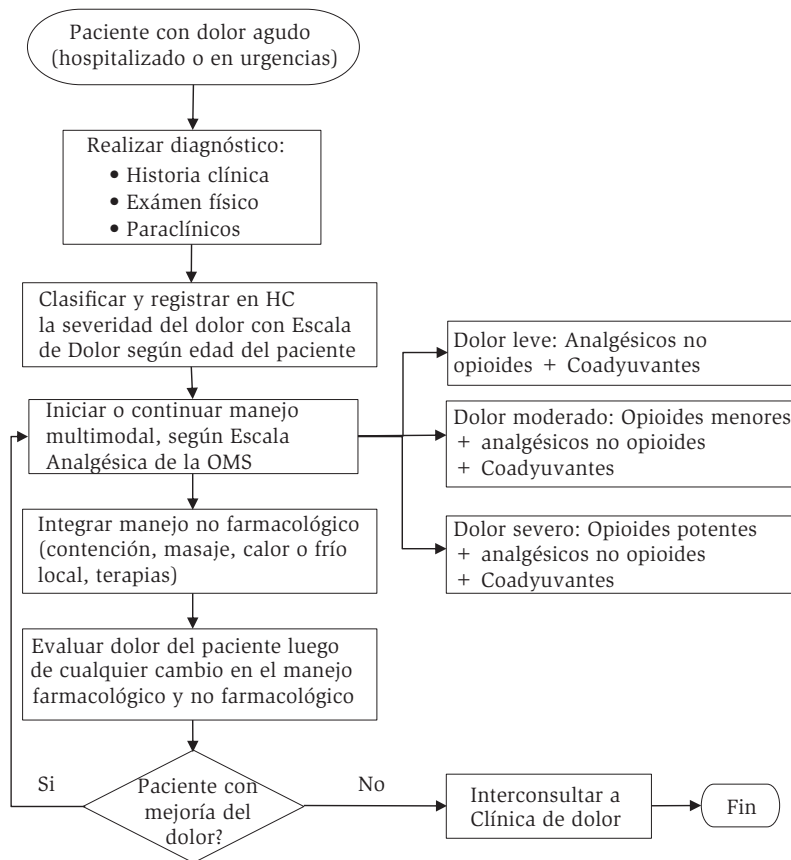 Paciente con dolor agudo
(hospitalizado o en urgencias)
Realizar diagnóstico:
• Historia clínica
• Exámen físico
• Paraclínicos
Clasificar y registrar en HC
la severidad del dolor con Escala
de Dolor según edad del paciente
Iniciar o continuar manejo
multimodal, según Escala
Analgésica de la OMS
Dolor leve: Analgésicos no
opioides + Coadyuvantes
Dolor moderado: Opioides menores
+ analgésicos no opioides
+ Coadyuvantes
Dolor severo: Opioides potentes
+ analgésicos no opioides
+ Coadyuvantes
Integrar manejo no farmacológico
(contención, masaje, calor o frío
local, terapias)
Evaluar dolor del paciente luego
de cualquier cambio en el manejo
farmacológico y no farmacológico
Si
Paciente con
mejoría del
dolor?
No
Interconsultar a
Clínica de dolor
Fin